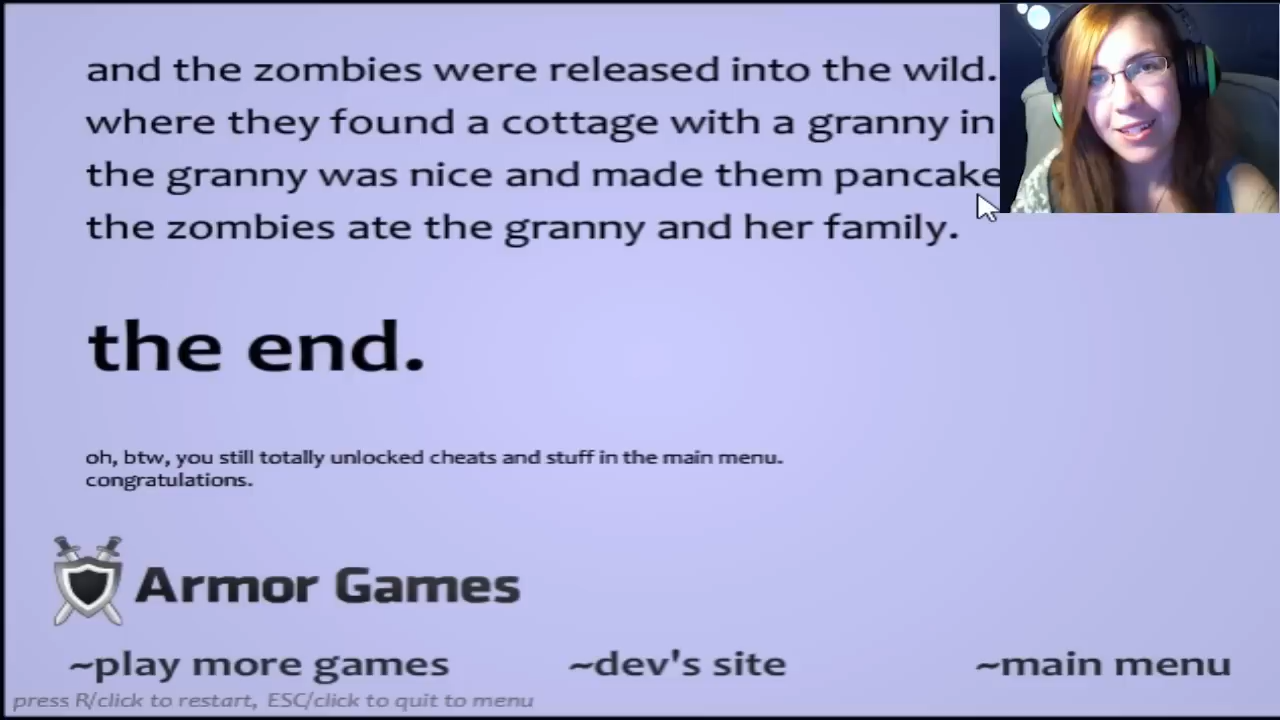 and the zombies were released into the wild.
where they found a cottage with a granny in
the granny was nice and made them pancake
the zombies ate the granny and her family.
the end.
oh, btw, you still totally unlocked cheats and stuff in the main menu.
congratulations.
Armor Games
~play more games ~dev's site ~main menu
press R/click to restart, ESC/click to quit to menu